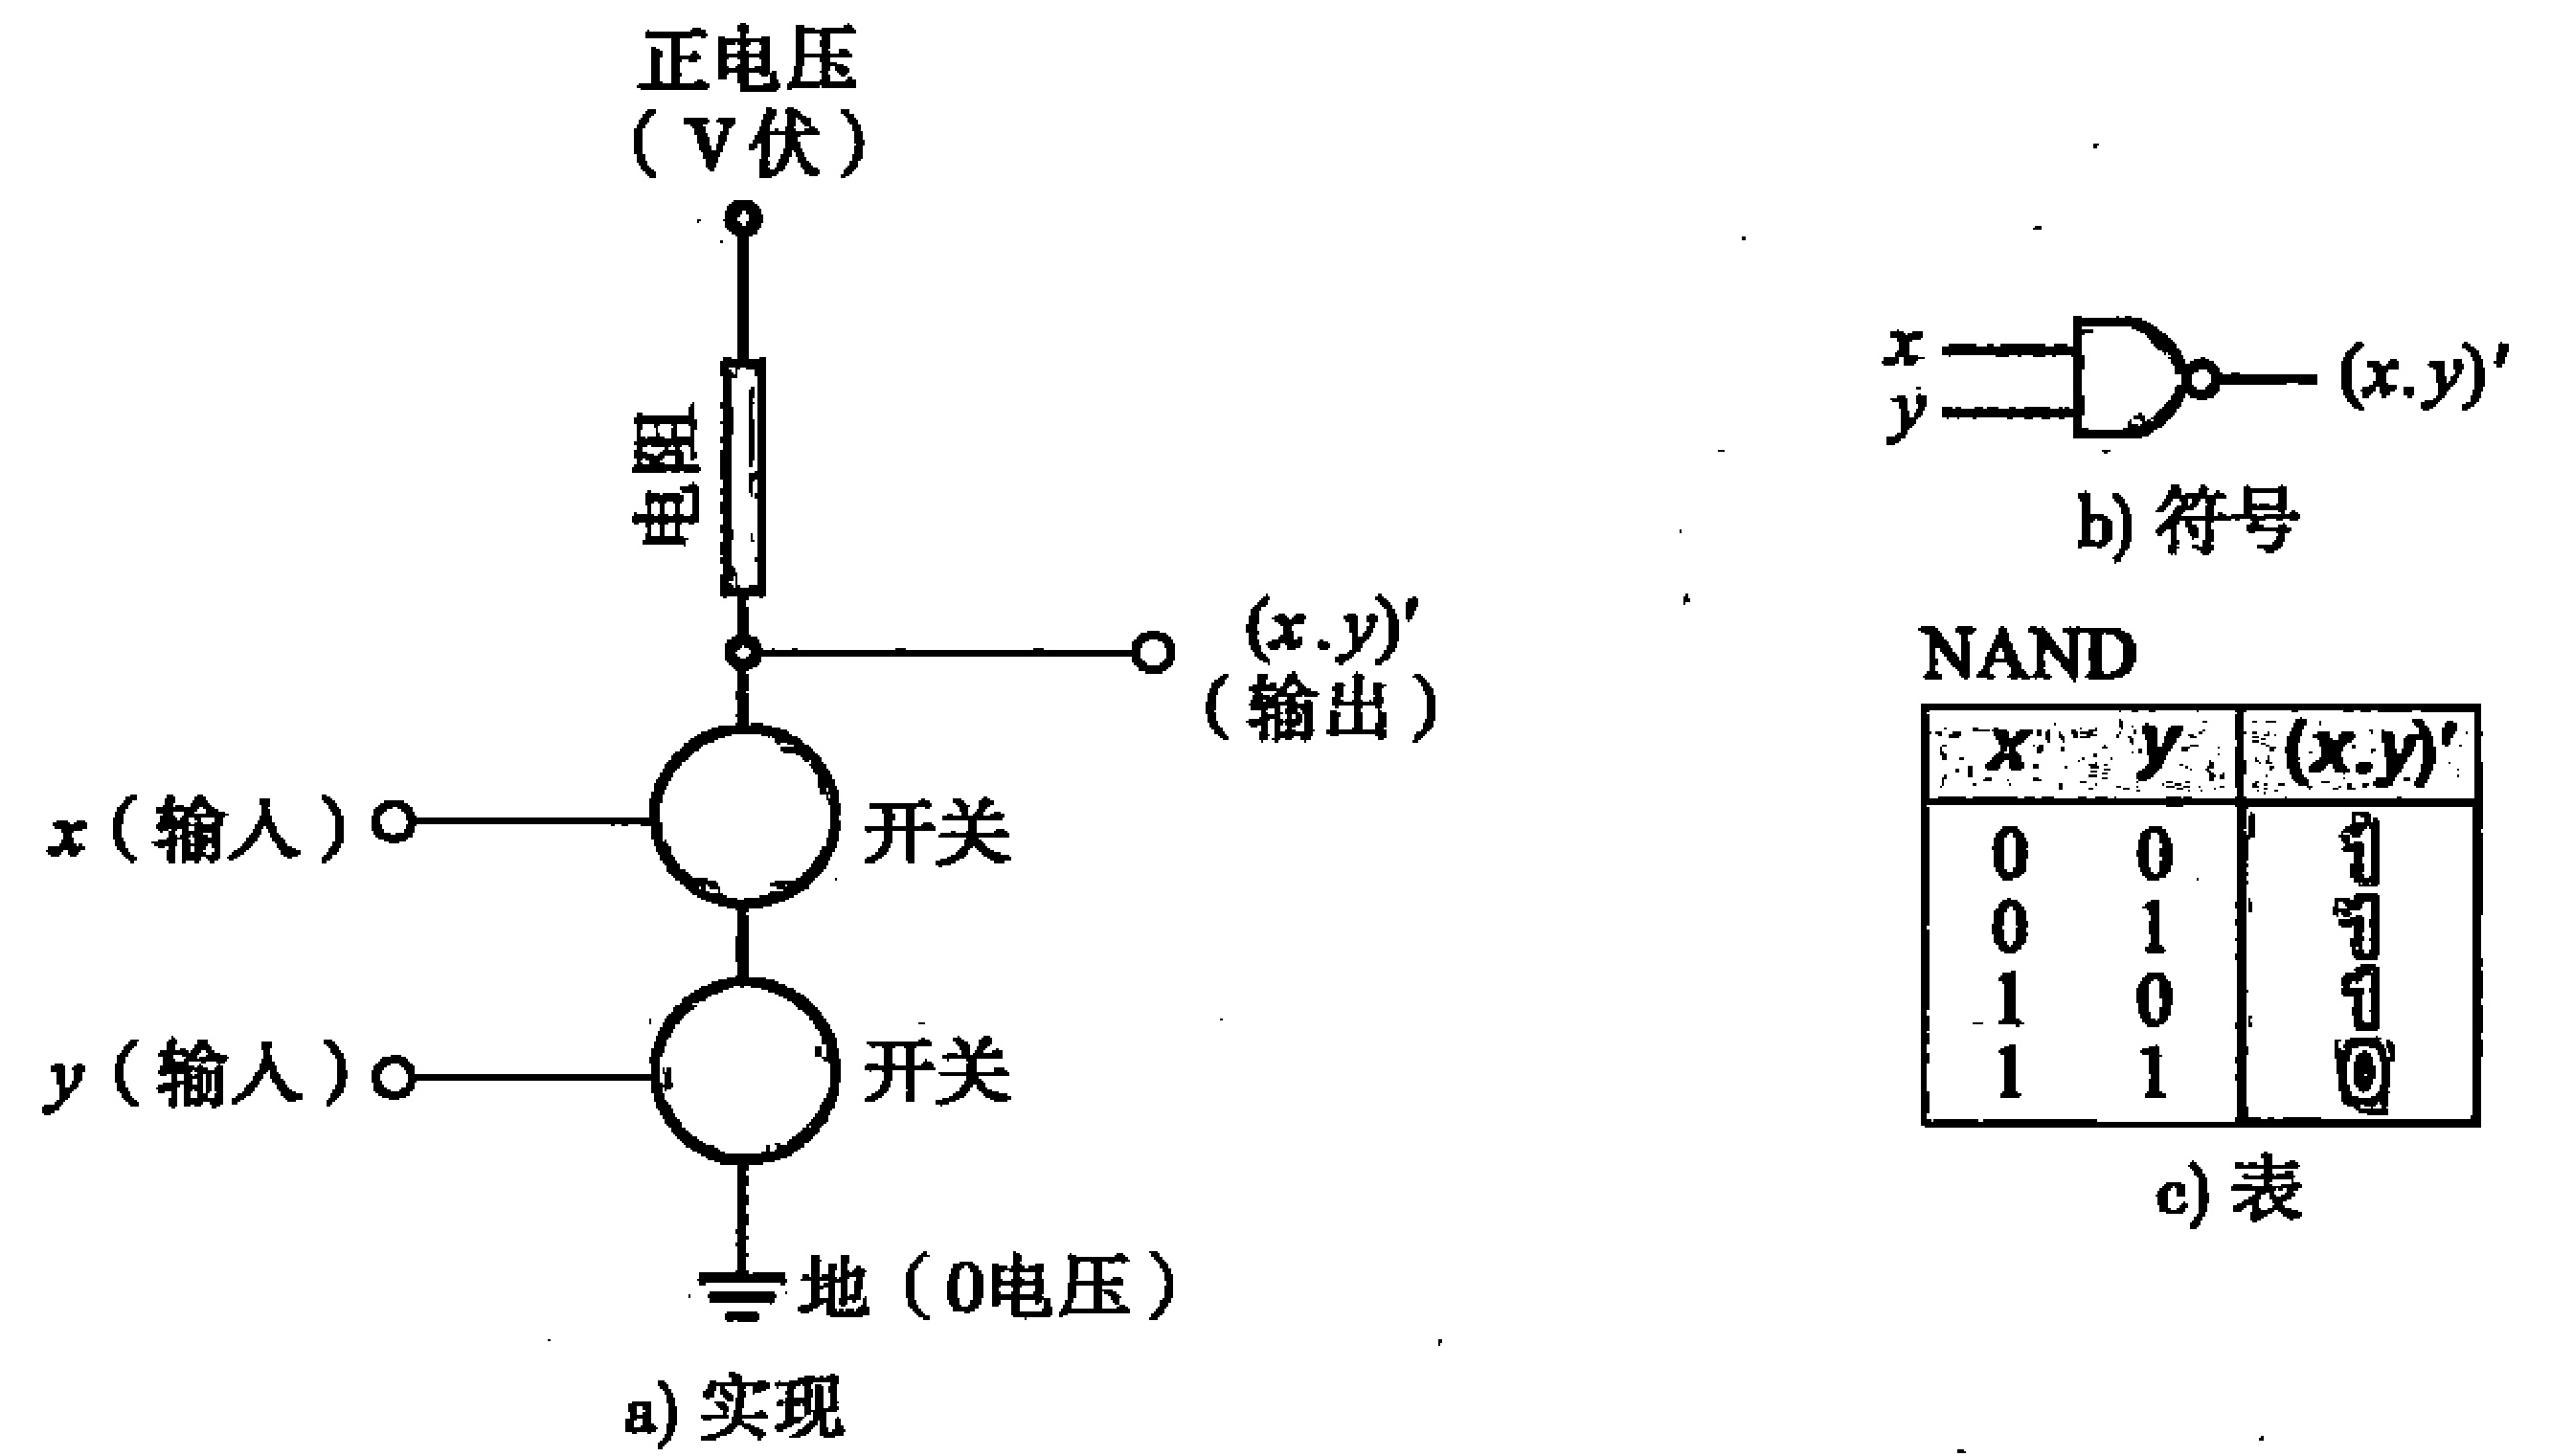 正电压
（V伏）
电阻
(x.y)'
（输出）
x（输入）
开关
y（输入）
开关
地（0电压）
a) 实现
x
y
(x.y)'
b) 符号
NAND
x y (x.y)'
0 0 1
0 1 1
1 0 1
1 1 0
c) 表